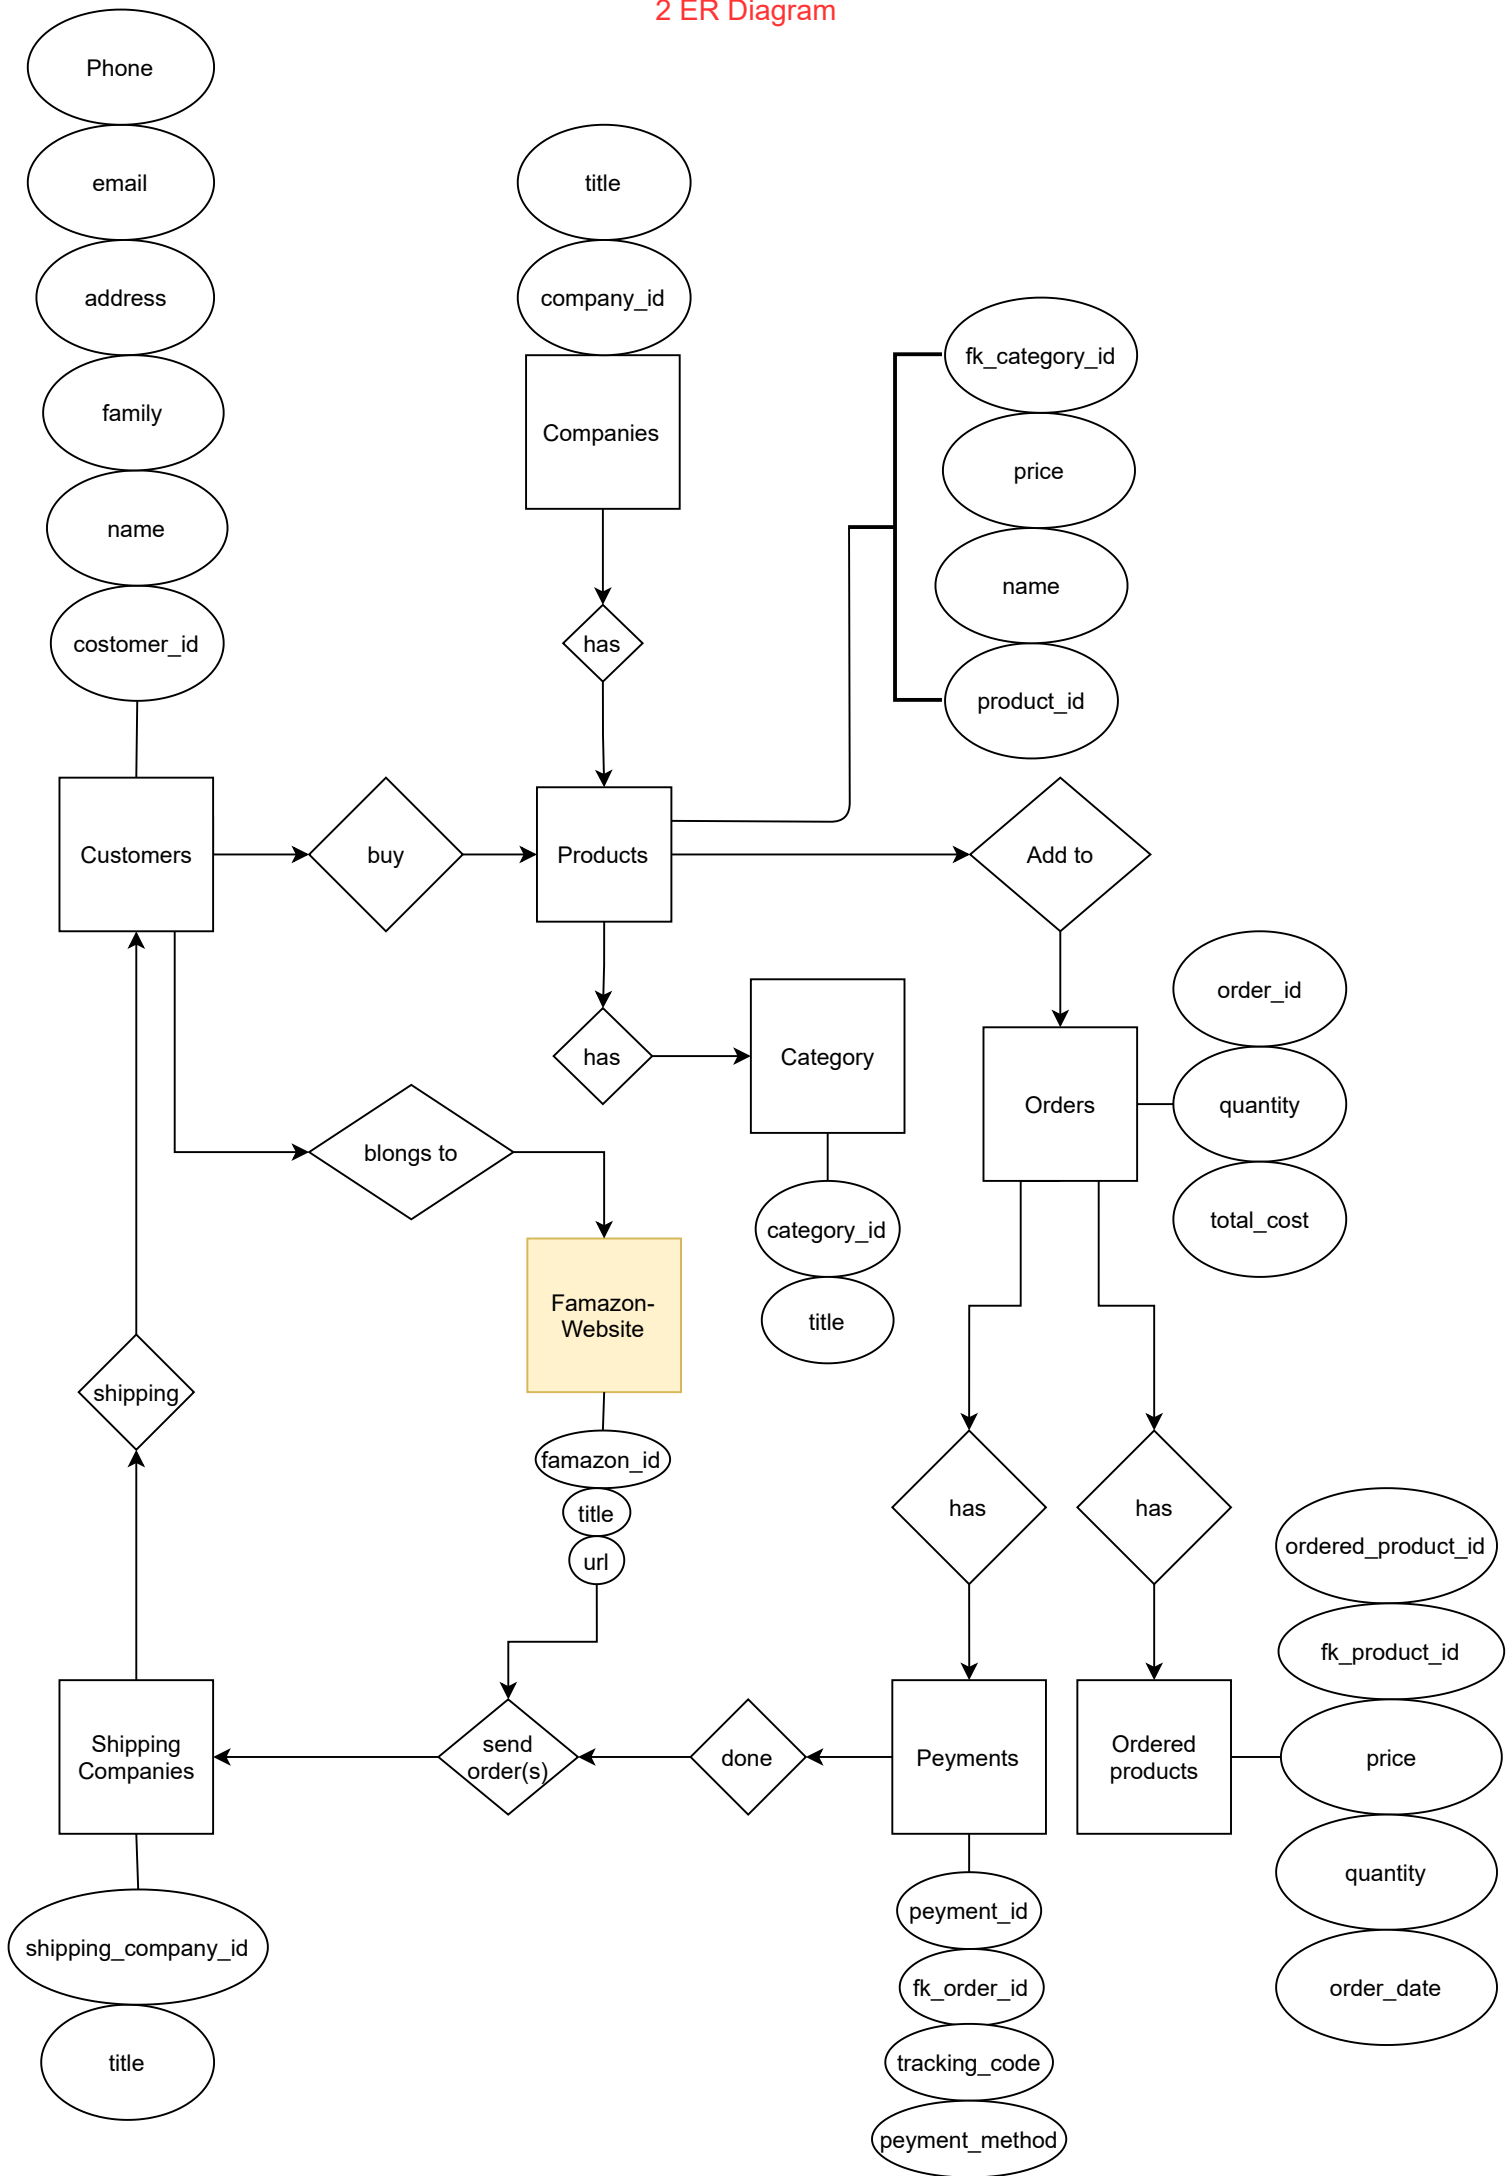 2 ER Diagram
Phone
email
address
family
name
costomer_id
title
company_id
Companies
has
fk_category_id
price
name
product_id
Customers
buy
Products
Add to
has
Category
category_id
title
Orders
order_id
quantity
total_cost
blongs to
Famazon-
Website
famazon_id
title
url
shipping
has
has
Shipping
Companies
send
order(s)
done
Peyments
Ordered
products
ordered_product_id
fk_product_id
price
quantity
order_date
shipping_company_id
title
peyment_id
fk_order_id
tracking_code
peyment_method